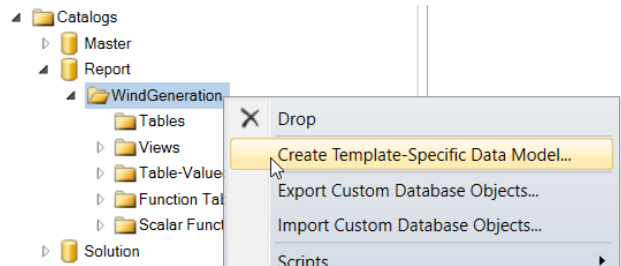 Catalogs
Master
Report
WindGeneration
Drop
Tables
Create Template-Specific Data Model...
Views
Table-Value
Export Custom Database Objects...
Function Tab
Import Custom Database Objects...
Scalar Funct
Solution
Scripts